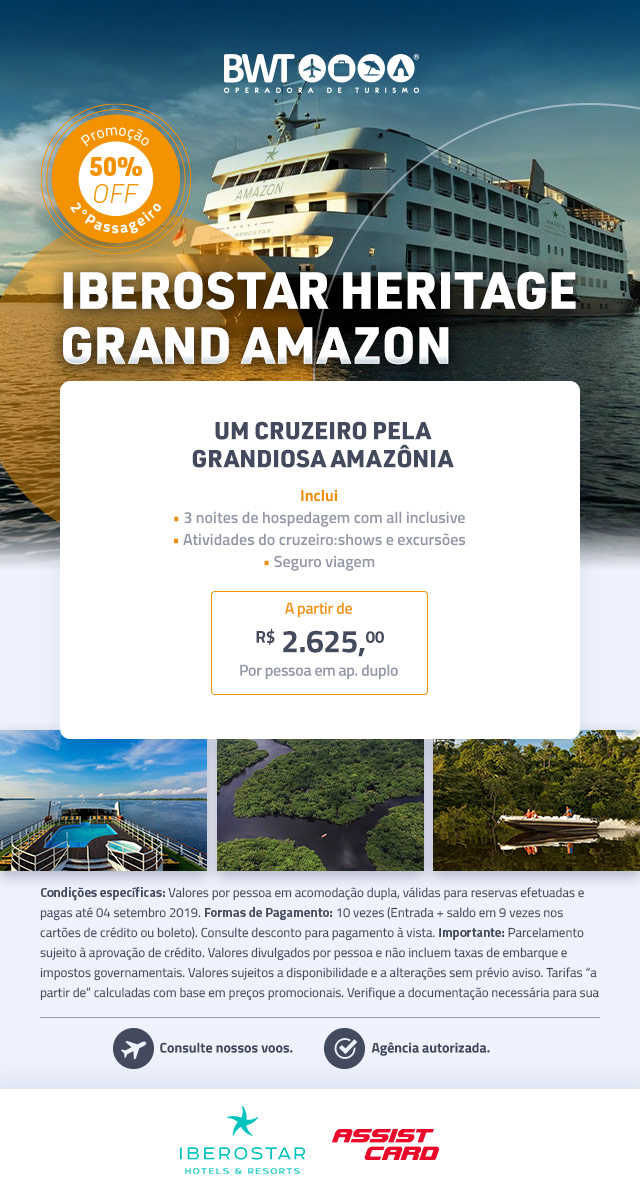 BWT
OPERADORA DE TURISMO
Promoção
50%
OFF
2º Passageiro
AMAZON
IBEROSTAR
IBEROSTAR HERITAGE
GRAND AMAZON
UM CRUZEIRO PELA
GRANDIOSA AMAZÔNIA
Inclui
▪ 3 noites de hospedagem com all inclusive
▪ Atividades do cruzeiro:shows e excursões
▪ Seguro viagem
A partir de
R$ 2.625,00
Por pessoa em ap. duplo
Condições específicas: Valores por pessoa em acomodação dupla, válidas para reservas efetuadas e
pagas até 04 setembro 2019. Formas de Pagamento: 10 vezes (Entrada + saldo em 9 vezes nos
cartões de crédito ou boleto). Consulte desconto para pagamento à vista. Importante: Parcelamento
sujeito à aprovação de crédito. Valores divulgados por pessoa e não incluem taxas de embarque e
impostos governamentais. Valores sujeitos a disponibilidade e a alterações sem prévio aviso. Tarifas “a
partir de” calculadas com base em preços promocionais. Verifique a documentação necessária para sua
Consulte nossos voos.
Agência autorizada.
IBEROSTAR
HOTELS & RESORTS
ASSIST
CARD